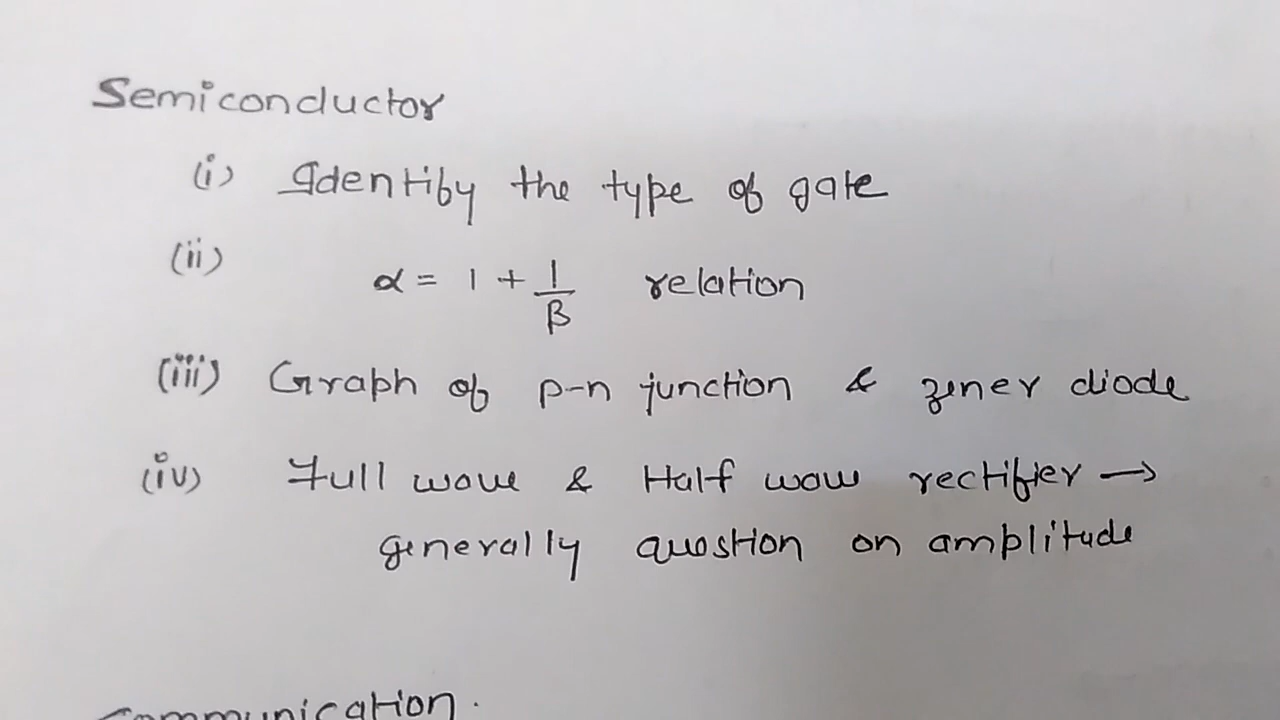 Semiconductor
(i) Identify the type of gate
(ii) α = 1 + 1/β relation
(iii) Graph of p-n junction & zener diode
(iv) Full wave & Half wave rectifier →
generally question on amplitude
Communication.